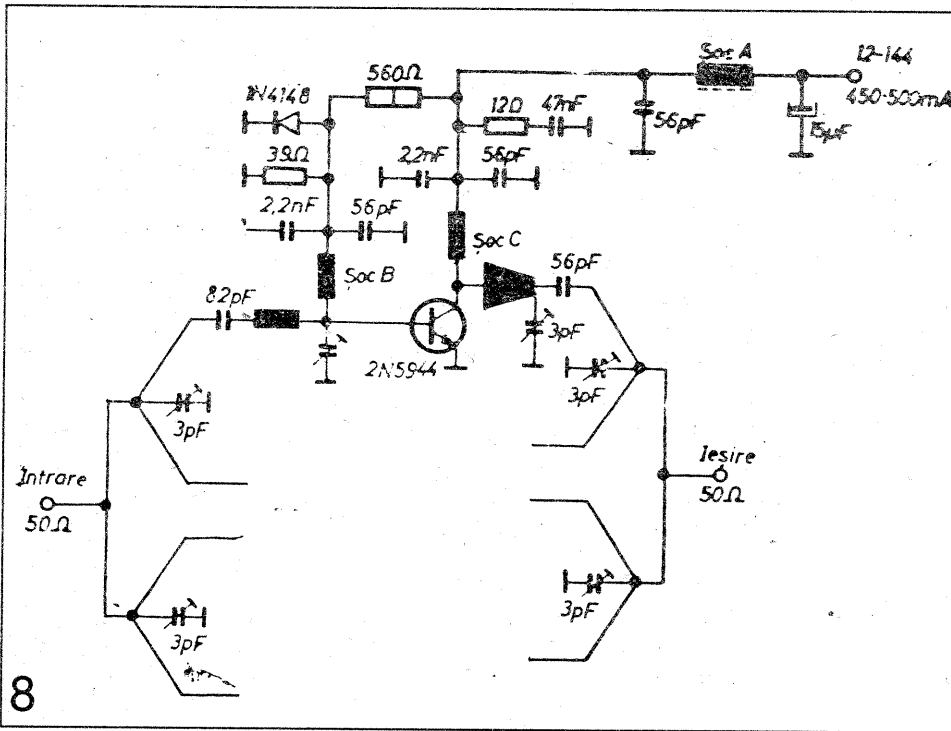 Soc A
12-144
450-500mA
560Ω
1N4148
12Ω
47nF
56pF
15μF
39Ω
2,2nF
56pF
2,2nF
56pF
Soc C
Soc B
56pF
82pF
3pF
2N5944
3pF
3pF
Intrare
50Ω
Iesire
50Ω
3pF
3pF
8